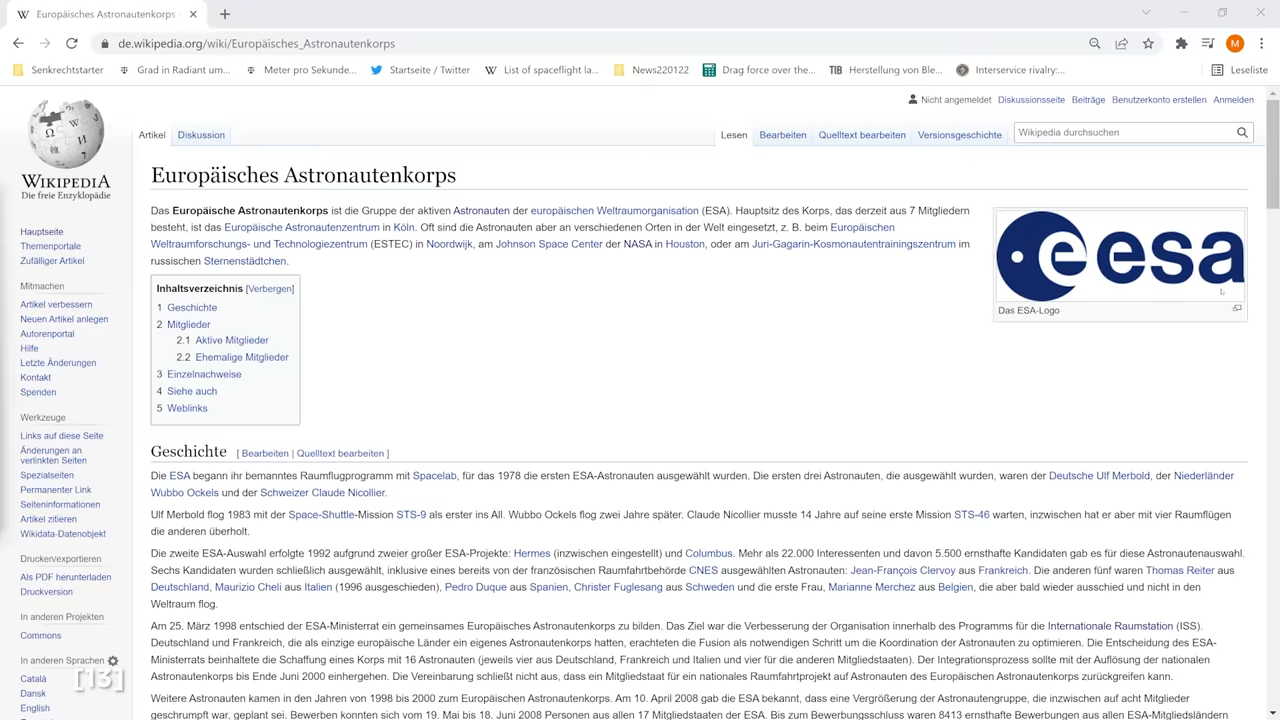 Europäisches Astronautenkorps -
de.wikipedia.org/wiki/Europäisches_Astronautenkorps
M
Senkrechtstarter
Grad in Radiant um...
Meter pro Sekunde...
Startseite / Twitter
List of spaceflight la...
News220122
Drag force over the...
TIB Herstellung von Ble...
Interservice rivalry:...
Leseliste
Nicht angemeldet Diskussionsseite Beiträge Benutzerkonto erstellen Anmelden
Artikel Diskussion
Lesen Bearbeiten Quelltext bearbeiten Versionsgeschichte
Wikipedia durchsuchen
WIKIPEDIA
Die freie Enzyklopädie
Hauptseite
Themenportale
Zufälliger Artikel
Mitmachen
Artikel verbessern
Neuen Artikel anlegen
Autorenportal
Hilfe
Letzte Änderungen
Kontakt
Spenden
Werkzeuge
Links auf diese Seite
Änderungen an
verlinkten Seiten
Spezialseiten
Permanenter Link
Seiteninformationen
Artikel zitieren
Wikidata-Datenobjekt
Drucken/exportieren
Als PDF herunterladen
Druckversion
In anderen Projekten
Commons
In anderen Sprachen
Català
Dansk
English
[13]
Europäisches Astronautenkorps
Das Europäische Astronautenkorps ist die Gruppe der aktiven Astronauten der europäischen Weltraumorganisation (ESA). Hauptsitz des Korps, das derzeit aus 7 Mitgliedern
besteht, ist das Europäische Astronautenzentrum in Köln. Oft sind die Astronauten aber an verschiedenen Orten in der Welt eingesetzt, z. B. beim Europäischen
Weltraumforschungs- und Technologiezentrum (ESTEC) in Noordwijk, am Johnson Space Center der NASA in Houston, oder am Juri-Gagarin-Kosmonautentrainingszentrum im
russischen Sternenstädtchen.
esa
Das ESA-Logo
Inhaltsverzeichnis [Verbergen]
1 Geschichte
2 Mitglieder
2.1 Aktive Mitglieder
2.2 Ehemalige Mitglieder
3 Einzelnachweise
4 Siehe auch
5 Weblinks
Geschichte [ Bearbeiten | Quelltext bearbeiten ]
Die ESA begann ihr bemanntes Raumflugprogramm mit Spacelab, für das 1978 die ersten ESA-Astronauten ausgewählt wurden. Die ersten drei Astronauten, die ausgewählt wurden, waren der Deutsche Ulf Merbold, der Niederländer
Wubbo Ockels und der Schweizer Claude Nicollier.
Ulf Merbold flog 1983 mit der Space-Shuttle-Mission STS-9 als erster ins All. Wubbo Ockels flog zwei Jahre später. Claude Nicollier musste 14 Jahre auf seine erste Mission STS-46 warten, inzwischen hat er aber mit vier Raumflügen
die anderen überholt.
Die zweite ESA-Auswahl erfolgte 1992 aufgrund zweier großer ESA-Projekte: Hermes (inzwischen eingestellt) und Columbus. Mehr als 22.000 Interessenten und davon 5.500 ernsthafte Kandidaten gab es für diese Astronautenauswahl.
Sechs Kandidaten wurden schließlich ausgewählt, inklusive eines bereits von der französischen Raumfahrtbehörde CNES ausgewählten Astronauten: Jean-François Clervoy aus Frankreich. Die anderen fünf waren Thomas Reiter aus
Deutschland, Maurizio Cheli aus Italien (1996 ausgeschieden), Pedro Duque aus Spanien, Christer Fuglesang aus Schweden und die erste Frau, Marianne Merchez aus Belgien, die aber bald wieder ausschied und nicht in den
Weltraum flog.
Am 25. März 1998 entschied der ESA-Ministerrat ein gemeinsames Europäisches Astronautenkorps zu bilden. Das Ziel war die Verbesserung der Organisation innerhalb des Programms für die Internationale Raumstation (ISS).
Deutschland und Frankreich, die als einzige europäische Länder ein eigenes Astronautenkorps hatten, erachteten die Fusion als notwendigen Schritt um die Koordination der Astronauten zu optimieren. Die Entscheidung des ESA-
Ministerrats beinhaltete die Schaffung eines Korps mit 16 Astronauten (jeweils vier aus Deutschland, Frankreich und Italien und vier für die anderen Mitgliedstaaten). Der Integrationsprozess sollte mit der Auflösung der nationalen
Astronautenkorps bis Ende Juni 2000 einhergehen. Die Vereinbarung schließt nicht aus, dass ein Mitgliedstaat für ein nationales Raumfahrtprojekt auf Astronauten des Europäischen Astronautenkorps zurückgreifen kann.
Weitere Astronauten kamen in den Jahren von 1998 bis 2000 zum Europäischen Astronautenkorps. Am 10. April 2008 gab die ESA bekannt, dass eine Vergrößerung der Astronautengruppe, die inzwischen auf acht Mitglieder
geschrumpft war, geplant sei. Bewerben konnten sich vom 19. Mai bis 18. Juni 2008 Personen aus allen 17 Mitgliedstaaten der ESA. Bis zum Bewerbungsschluss waren 8413 ernsthafte Bewerbungen aus allen ESA-Mitgliedsländern